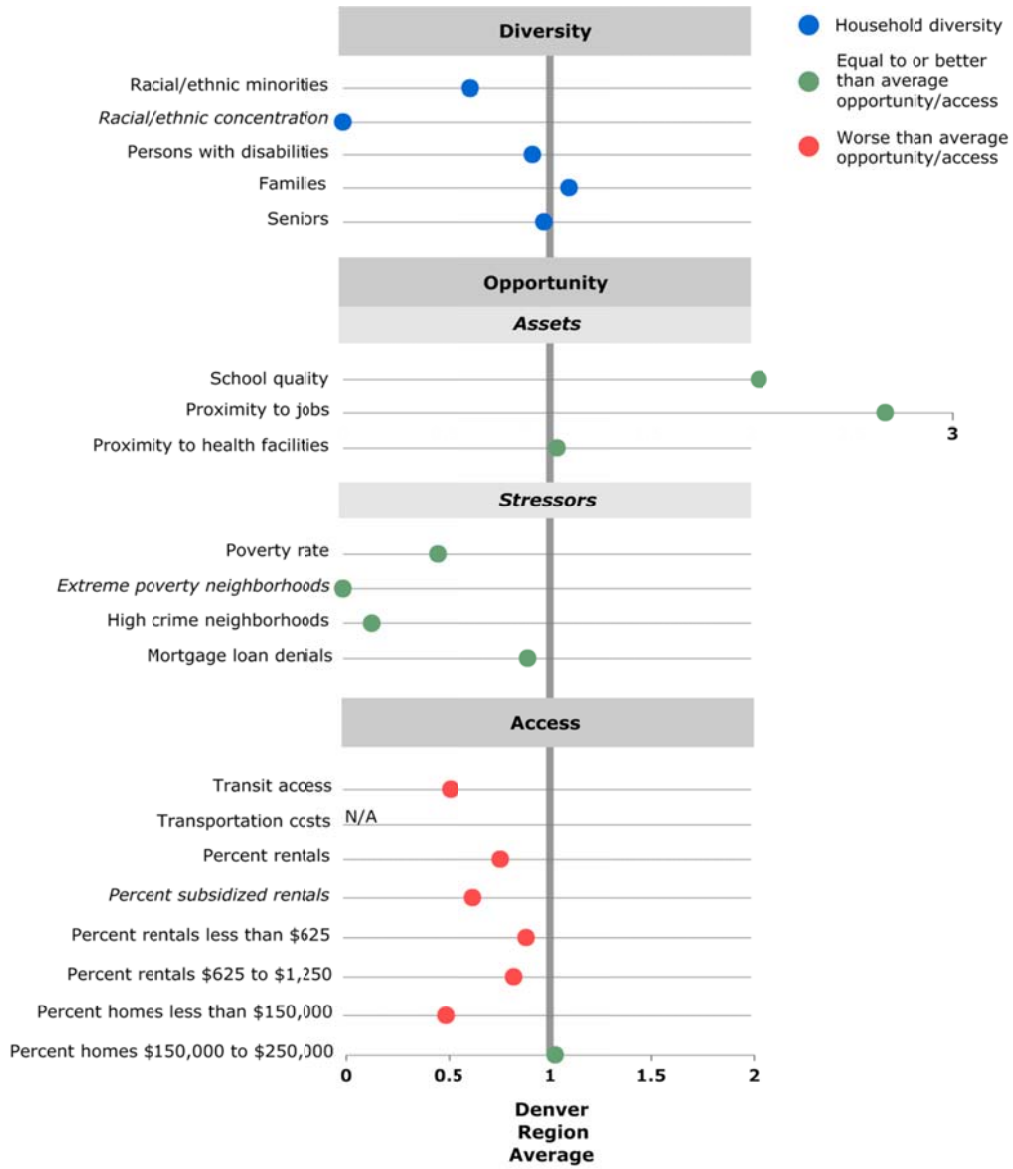 Diversity
Household diversity
Equal to or better
than average
opportunity/access
Worse than average
opportunity/access
Racial/ethnic minorities
Racial/ethnic concentration
Persons with disabilities
Families
Seniors
Opportunity
Assets
School quality
Proximity to jobs
3
Proximity to health facilities
Stressors
Poverty rate
Extreme poverty neighborhoods
High crime neighborhoods
Mortgage loan denials
Access
Transit access
Transportation costs N/A
Percent rentals
Percent subsidized rentals
Percent rentals less than $625
Percent rentals $625 to $1,250
Percent homes less than $150,000
Percent homes $150,000 to $250,000
0 0.5 1 1.5 2
Denver
Region
Average